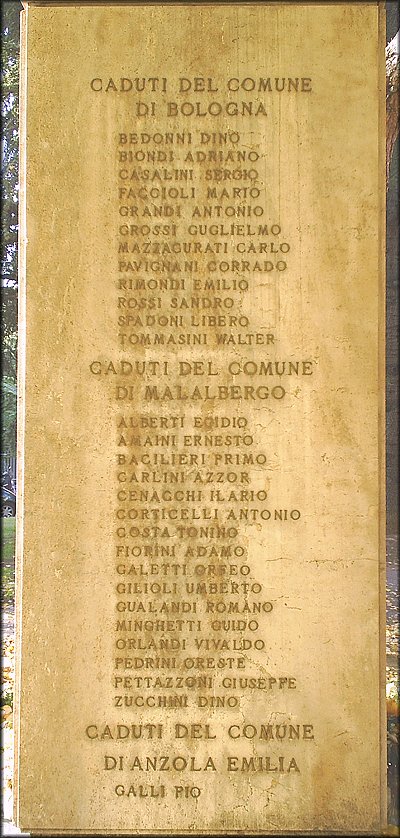 CADUTI DEL COMUNE
DI BOLOGNA
BEDONNI DINO
BIONDI ADRIANO
CASALINI SERGIO
FACCIOLI MARIO
GRANDI ANTONIO
GROSSI GUGLIELMO
MAZZACURATI CARLO
PAVIGNANI CORRADO
RIMONDI EMILIO
ROSSI SANDRO
SPADONI LIBERO
TOMMASINI WALTER
CADUTI DEL COMUNE
DI MALALBERGO
ALBERTI EGIDIO
AMAINI ERNESTO
BACILIERI PRIMO
CARLINI AZZOR
CENACCHI ILARIO
CORTICELLI ANTONIO
COSTA TONINO
FIORINI ADAMO
GALETTI ORFEO
GILIOLI UMBERTO
GUALANDI ROMANO
MINGHETTI GUIDO
ORLANDI VIVALDO
PEDRINI ORESTE
PETTAZZONI GIUSEPPE
ZUCCHINI DINO
CADUTI DEL COMUNE
DI ANZOLA EMILIA
GALLI PIO